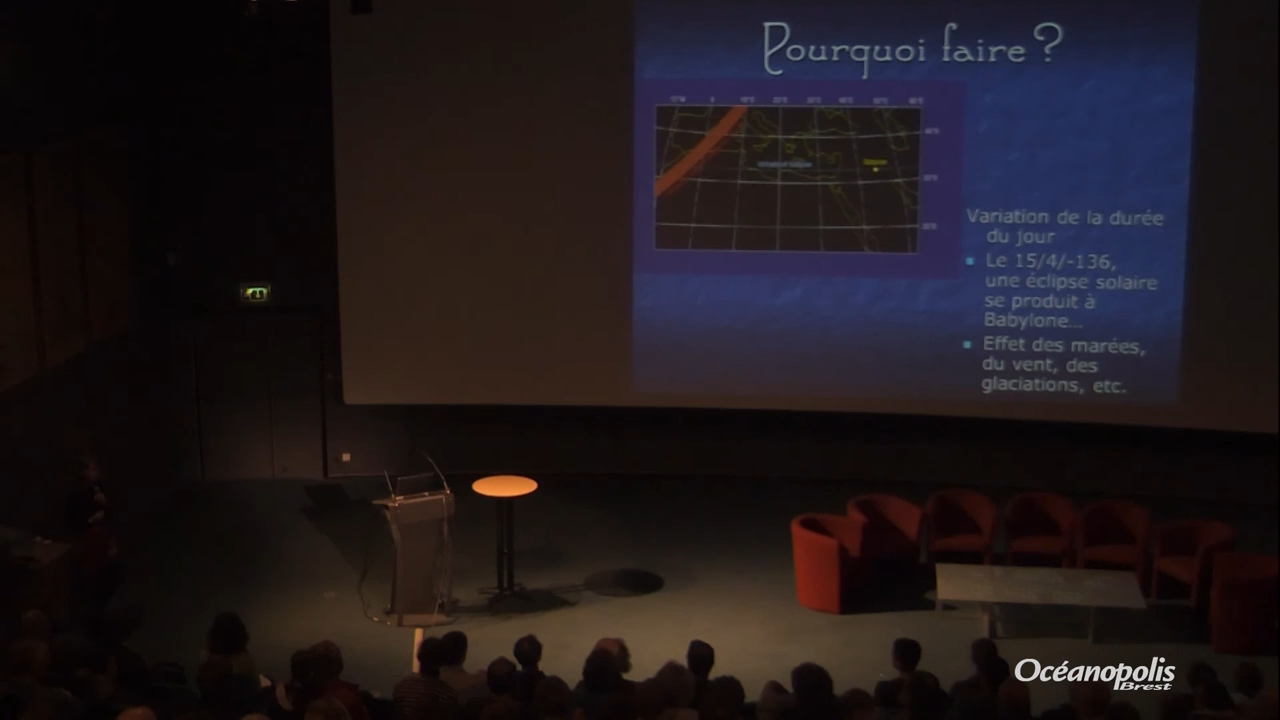 Pourquoi faire ?
Variation de la durée
du jour
Le 15/4/-136,
une éclipse solaire
se produit à
Babylone...
Effet des marées,
du vent, des
glaciations, etc.
Océanopolis
Brest